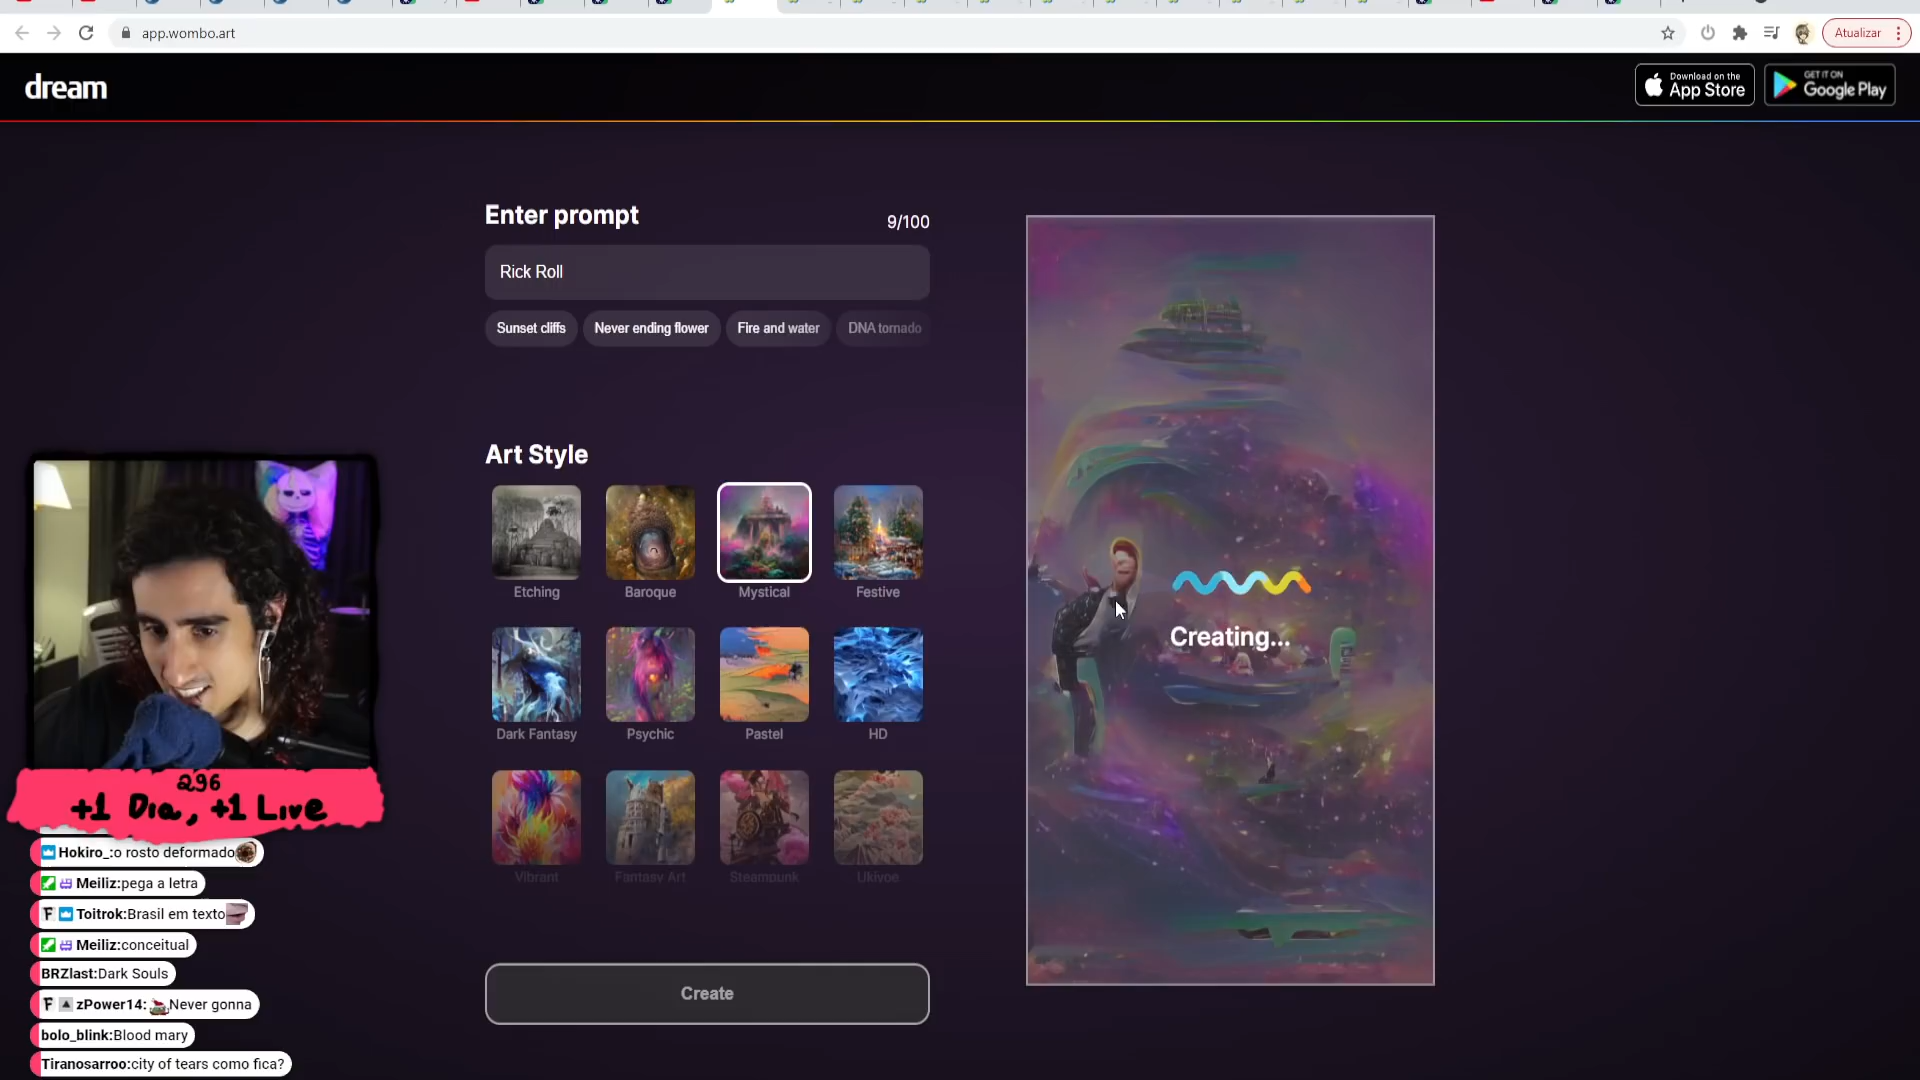 app.wombo.art
Atualizar
dream
Download on the
App Store
GET IT ON
Google Play
Enter prompt
9/100
Rick Roll
Sunset cliffs
Never ending flower
Fire and water
DNA tornado
Art Style
Etching
Baroque
Mystical
Festive
Dark Fantasy
Psychic
Pastel
HD
Vibrant
Fantasy Art
Steampunk
Ukiyoe
Create
Creating...
296
+1 Dia, +1 Live
Hokiro_:o rosto deformado
Meiliz:pega a letra
Toitrok:Brasil em texto
Meiliz:conceitual
BRZlast:Dark Souls
zPower14: Never gonna
bolo_blink:Blood mary
Tiranosarroo:city of tears como fica?